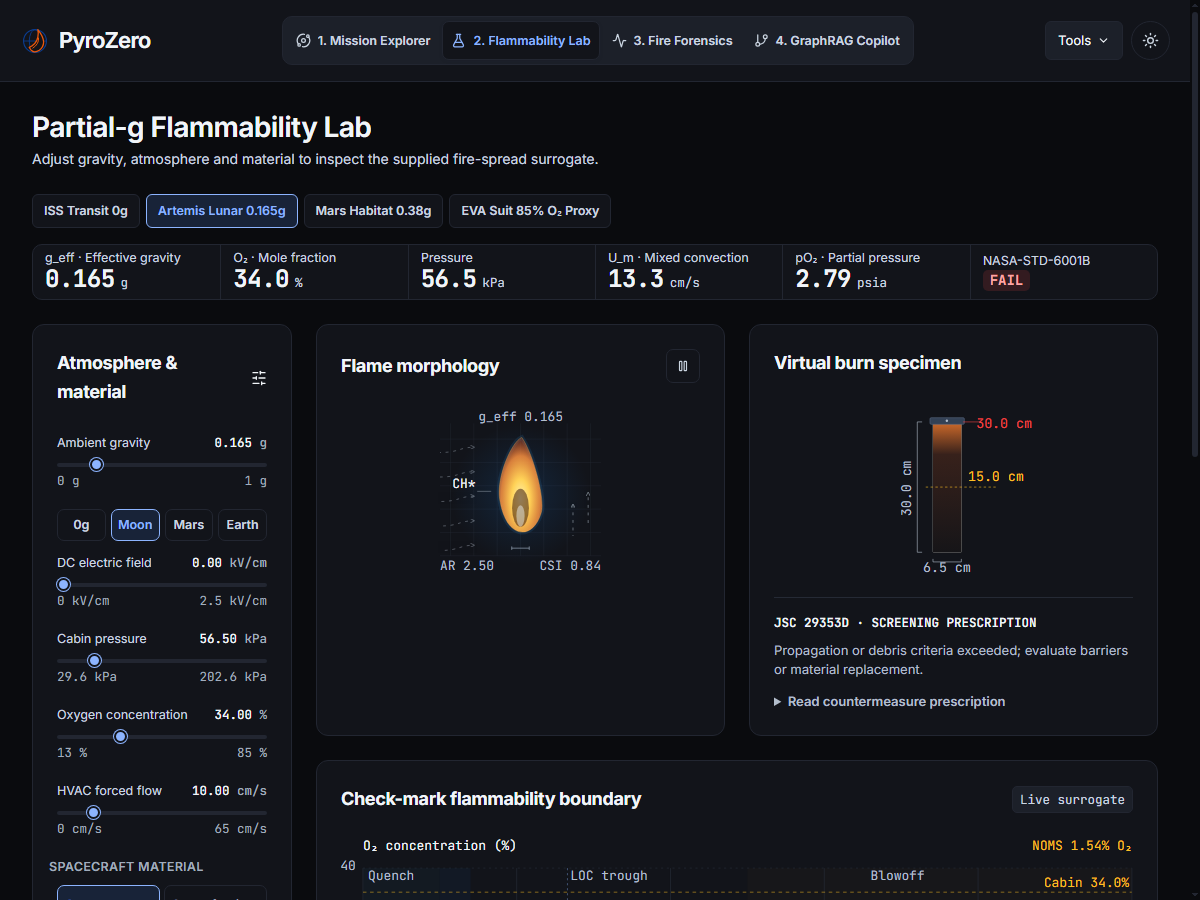 PyroZero
1. Mission Explorer
2. Flammability Lab
3. Fire Forensics
4. GraphRAG Copilot
Tools
Partial-g Flammability Lab
Adjust gravity, atmosphere and material to inspect the supplied fire-spread surrogate.
ISS Transit 0g
Artemis Lunar 0.165g
Mars Habitat 0.38g
EVA Suit 85% O₂ Proxy
g_eff · Effective gravity
0.165 g
O₂ · Mole fraction
34.0 %
Pressure
56.5 kPa
U_m · Mixed convection
13.3 cm/s
pO₂ · Partial pressure
2.79 psia
NASA-STD-6001B
FAIL
Atmosphere &
material
Ambient gravity 0.165 g
0 g 1 g
0g Moon Mars Earth
DC electric field 0.00 kV/cm
0 kV/cm 2.5 kV/cm
Cabin pressure 56.50 kPa
29.6 kPa 202.6 kPa
Oxygen concentration 34.00 %
13 % 85 %
HVAC forced flow 10.00 cm/s
0 cm/s 65 cm/s
SPACECRAFT MATERIAL
Flame morphology
g_eff 0.165
CH*
AR 2.50 CSI 0.84
Virtual burn specimen
30.0 cm
15.0 cm
30.0 cm
6.5 cm
JSC 29353D · SCREENING PRESCRIPTION
Propagation or debris criteria exceeded; evaluate barriers
or material replacement.
Read countermeasure prescription
Check-mark flammability boundary
Live surrogate
O₂ concentration (%)
NOMS 1.54% O₂
40
Quench LOC trough Blowoff
Cabin 34.0%